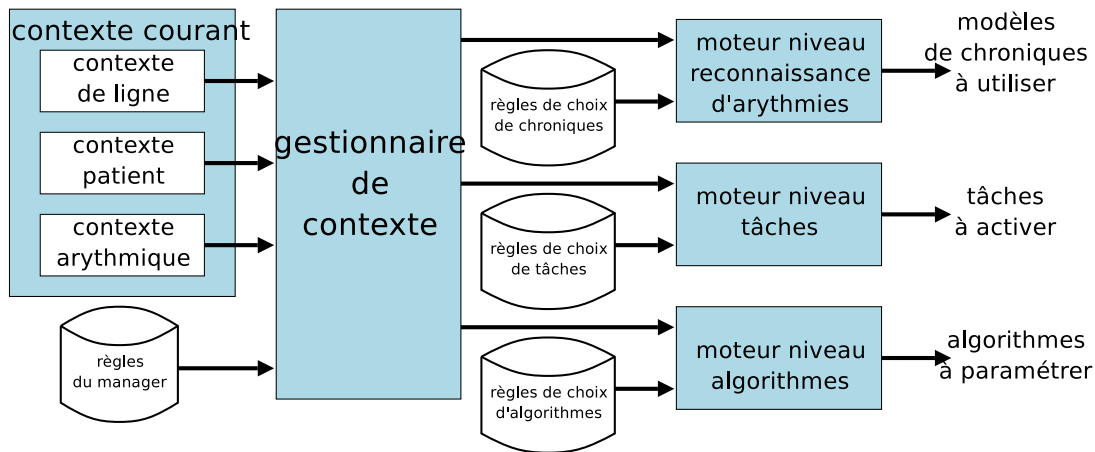 contexte courant
contexte
de ligne
contexte
patient
contexte
arythmique
règles
du manager
gestionnaire
de
contexte
règles de choix
de chroniques
moteur niveau
reconnaissance
d'arythmies
modèles
de chroniques
à utiliser
règles de choix
de tâches
moteur niveau
tâches
tâches
à activer
règles de choix
d'algorithmes
moteur niveau
algorithmes
algorithmes
à paramétrer